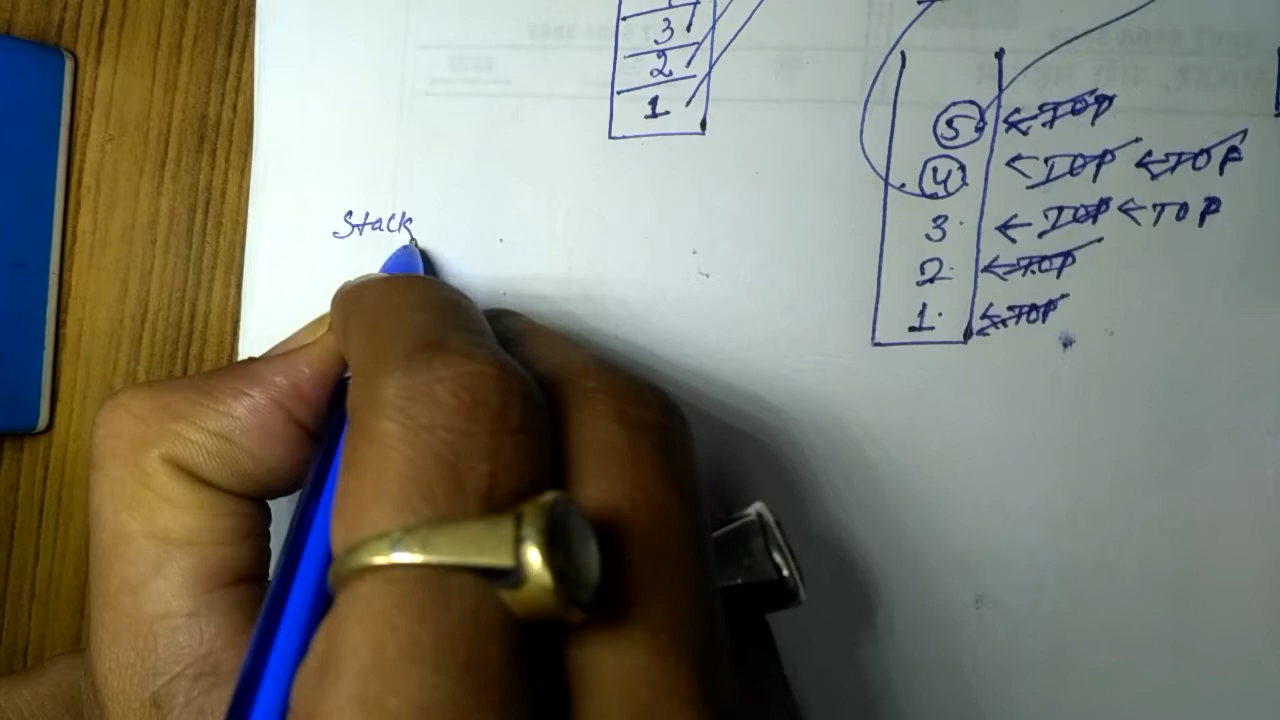 3
2
1
5 ← TOP
4 ← TOP ← TOP
3 ← TOP ← TOP
2 ← TOP
1 ← TOP
Stack